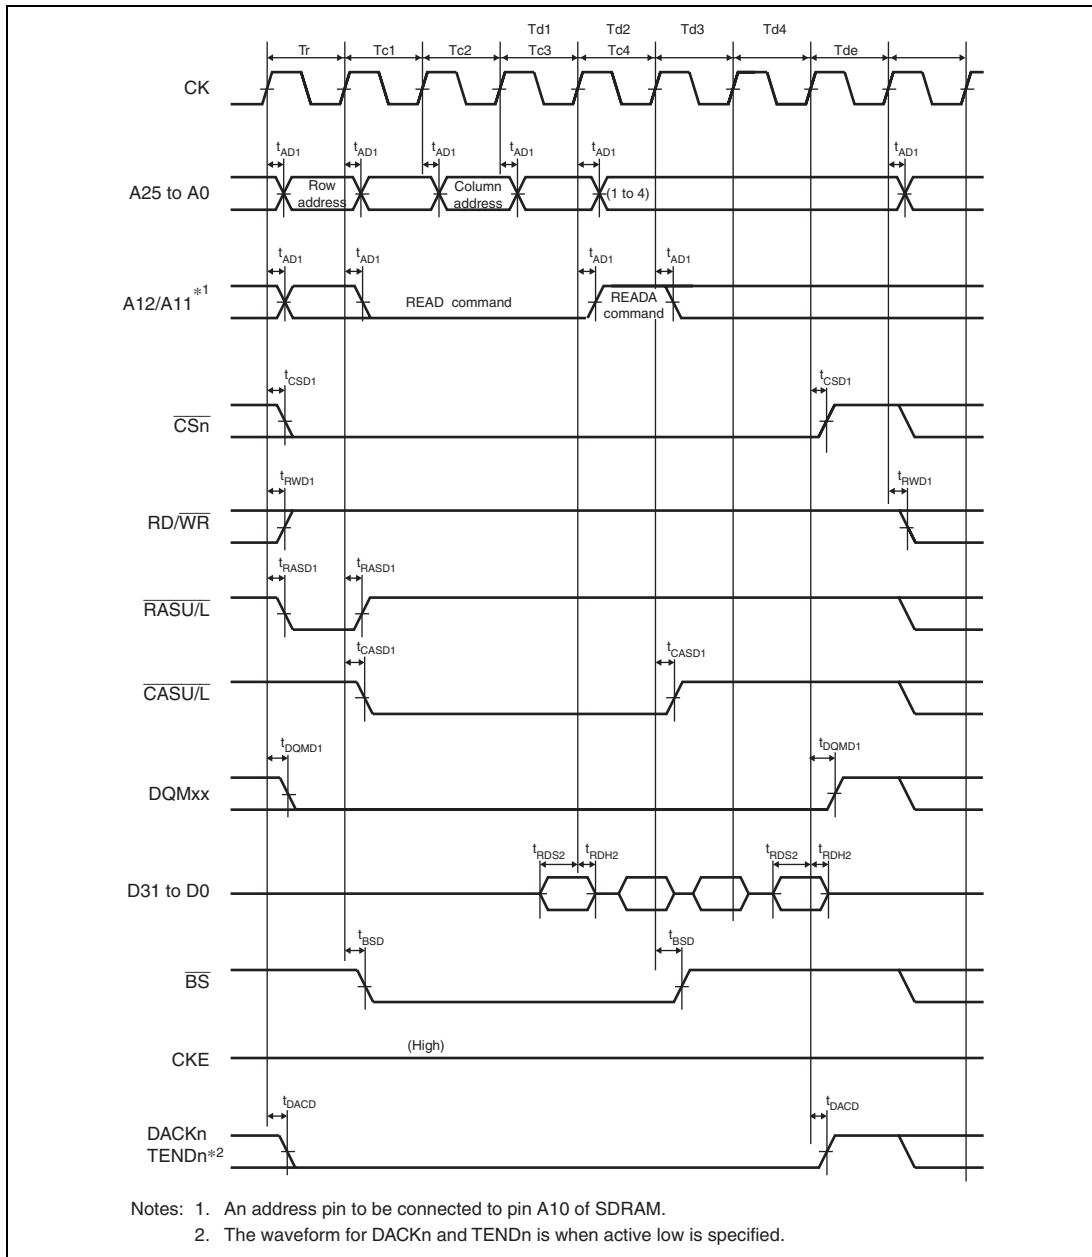 Td1 Td2 Td3 Td4
Tr Tc1 Tc2 Tc3 Tc4 Tde
CK
tAD1 tAD1 tAD1 tAD1 tAD1 tAD1
A25 to A0
Row address
Column address
(1 to 4)
tAD1 tAD1 tAD1 tAD1
A12/A11*1
READ command
READA command
tCSD1 tCSD1
CSn
tRWD1 tRWD1
RD/WR
tRASD1 tRASD1
RASU/L
tCASD1 tCASD1
CASU/L
tDQMD1 tDQMD1
DQMxx
tRDS2 tRDH2 tRDS2 tRDH2
D31 to D0
tBSD tBSD
BS
(High)
CKE
tDACD tDACD
DACKn
TENDn*2
Notes: 1. An address pin to be connected to pin A10 of SDRAM.
2. The waveform for DACKn and TENDn is when active low is specified.